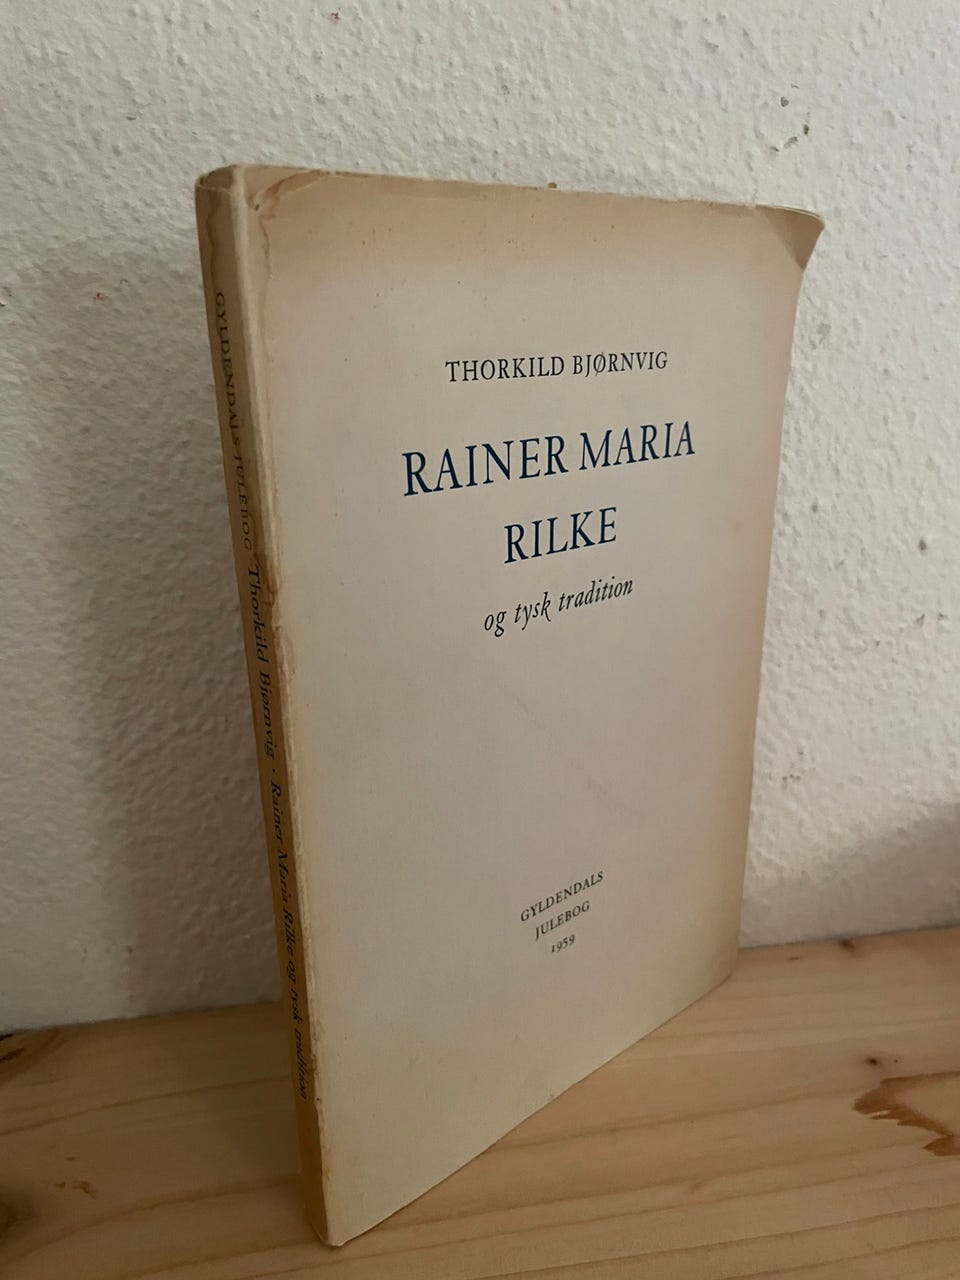 THORKILD BJØRNVIG
RAINER MARIA
RILKE
og tysk tradition
GYLDENDALS
JULEBOG
1959
GYLDENDALS JULEBOG Thorkild Bjørnvig · Rainer Maria Rilke og tysk tradition